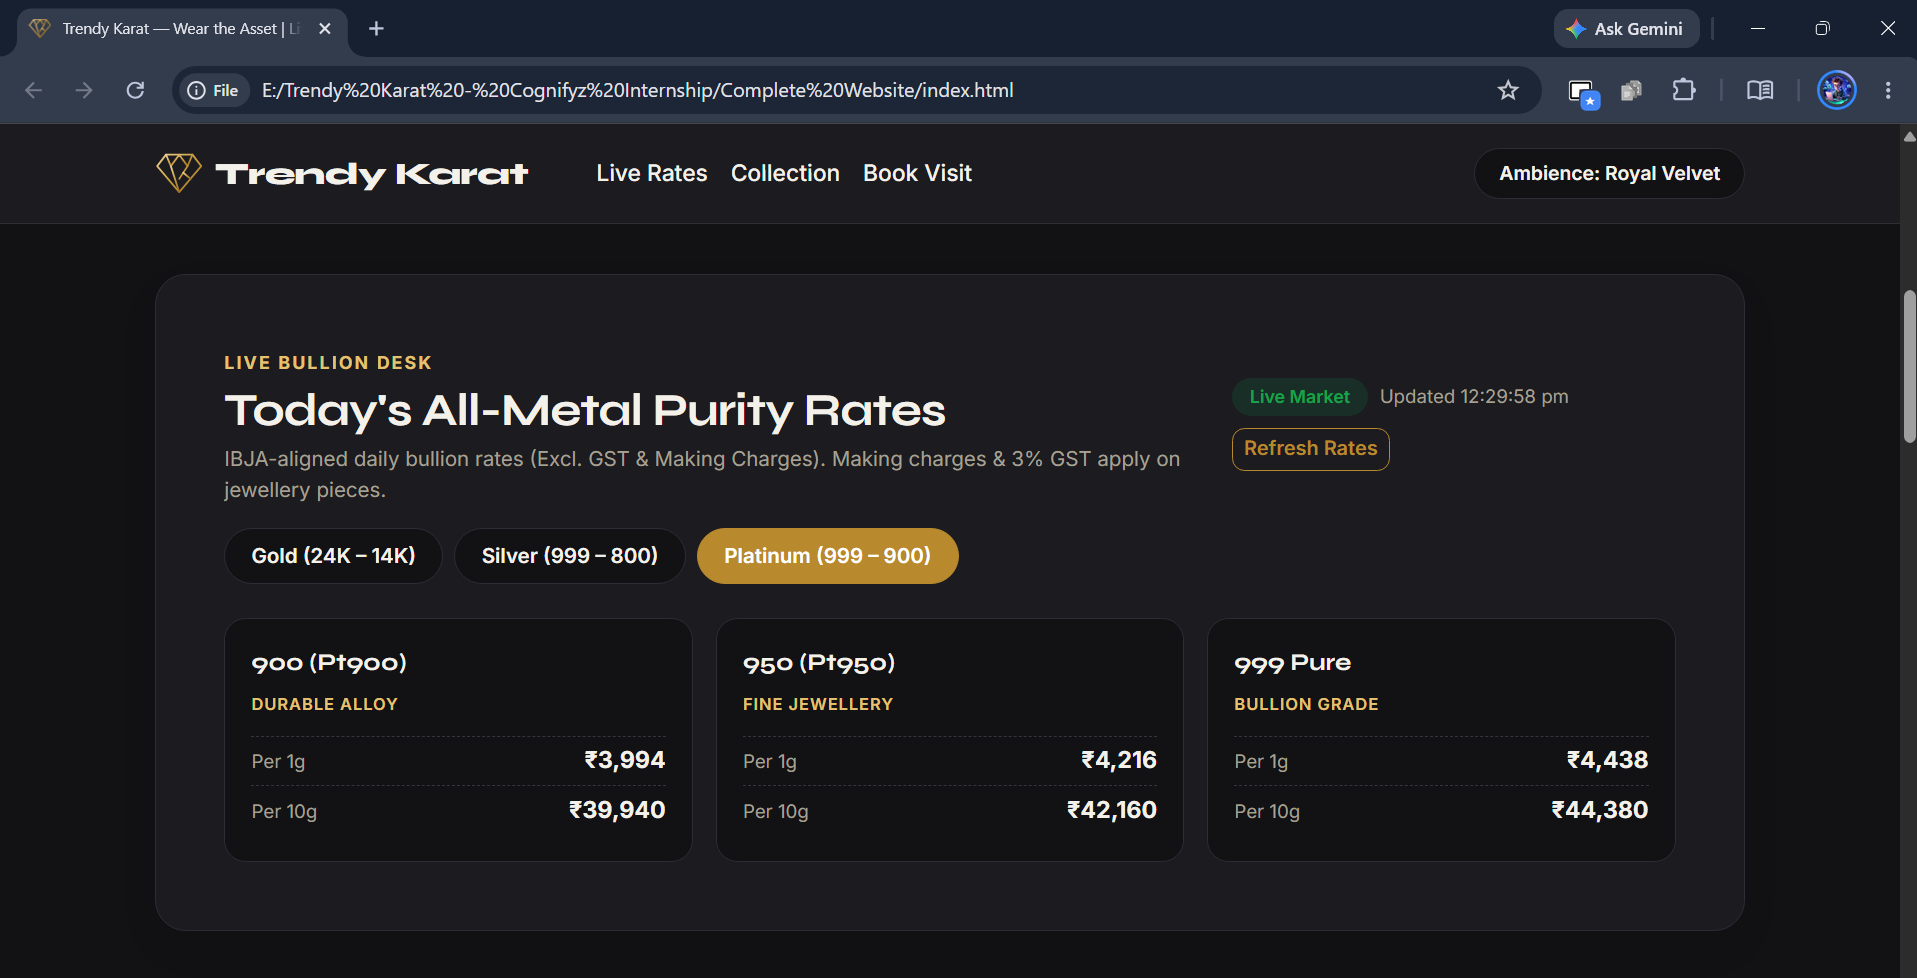 Trendy Karat — Wear the Asset | Li
Ask Gemini
File
E:/Trendy%20Karat%20-%20Cognifyz%20Internship/Complete%20Website/index.html
Trendy Karat
Live Rates
Collection
Book Visit
Ambience: Royal Velvet
LIVE BULLION DESK
Today's All-Metal Purity Rates
IBJA-aligned daily bullion rates (Excl. GST & Making Charges). Making charges & 3% GST apply on
jewellery pieces.
Live Market
Updated 12:29:58 pm
Refresh Rates
Gold (24K – 14K)
Silver (999 – 800)
Platinum (999 – 900)
900 (Pt900)
DURABLE ALLOY
Per 1g ₹3,994
Per 10g ₹39,940
950 (Pt950)
FINE JEWELLERY
Per 1g ₹4,216
Per 10g ₹42,160
999 Pure
BULLION GRADE
Per 1g ₹4,438
Per 10g ₹44,380